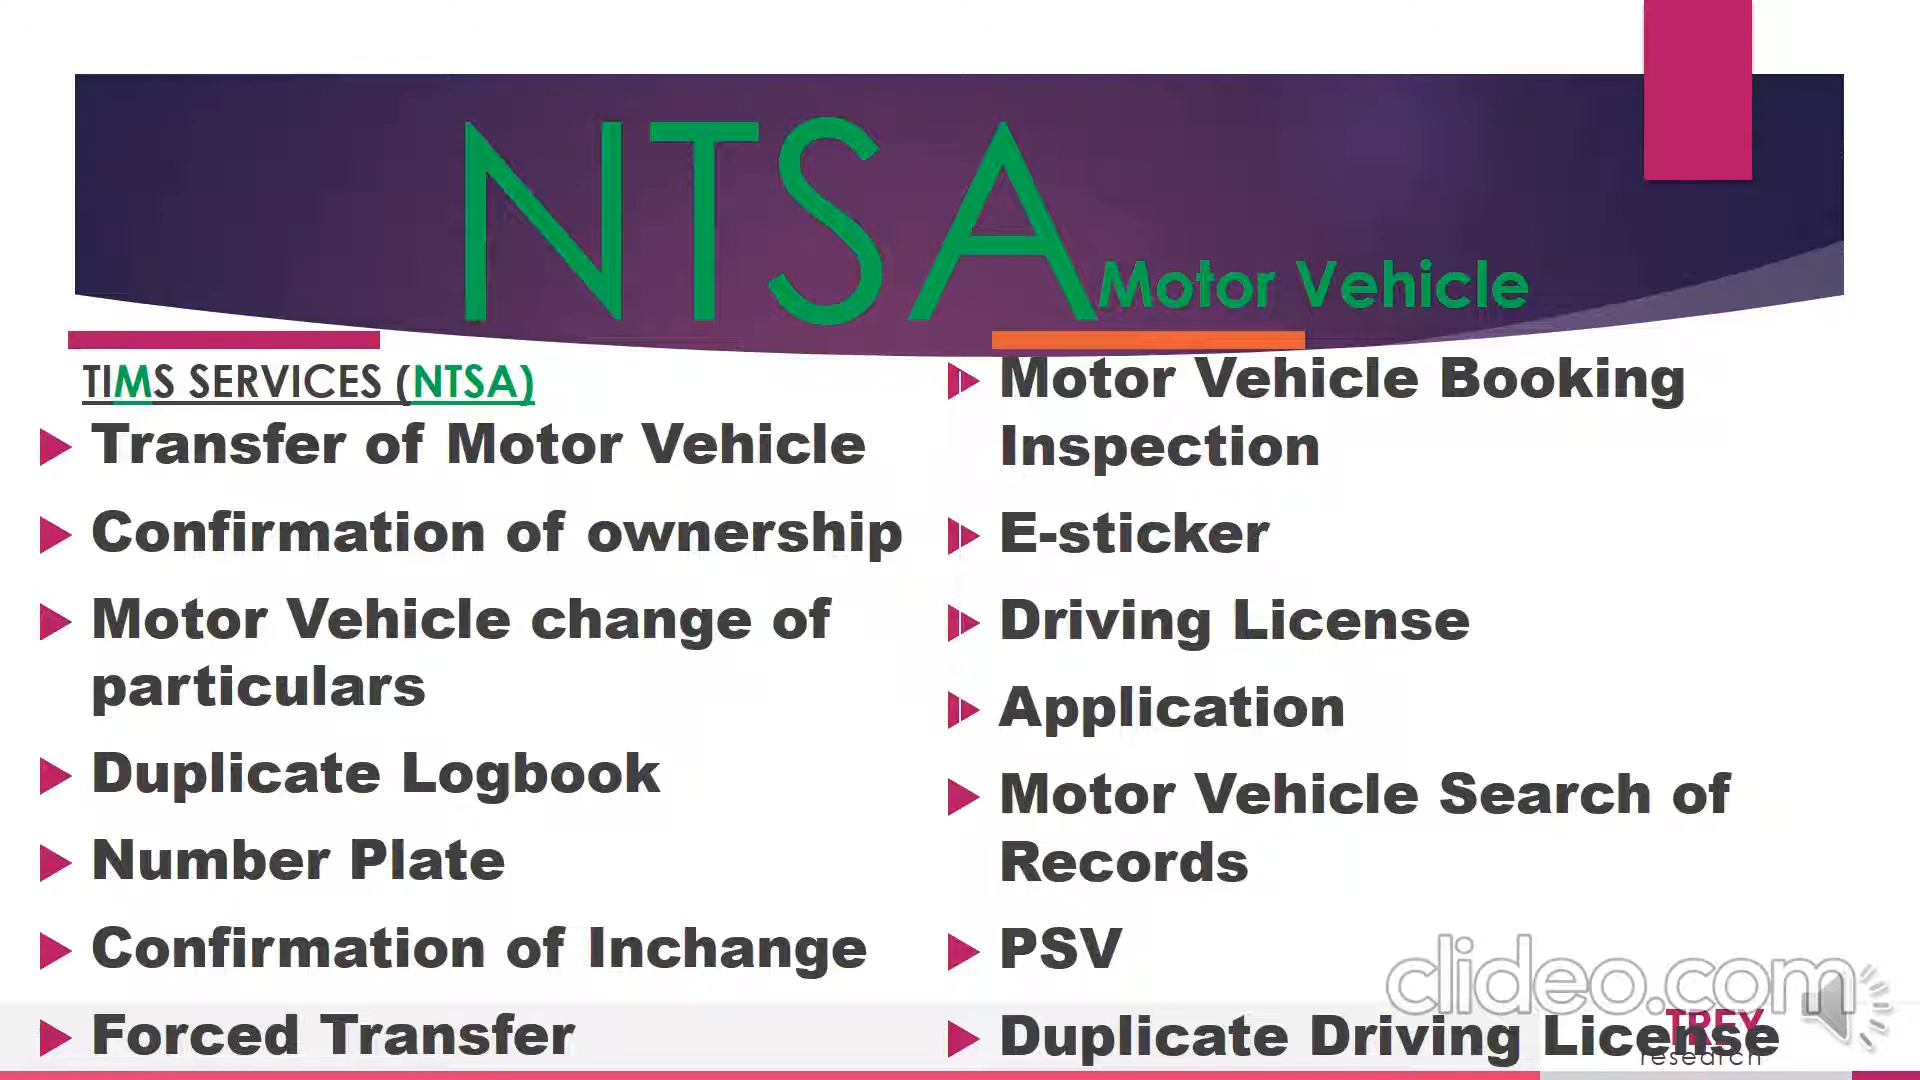 NTSA Motor Vehicle
TIMS SERVICES (NTSA)
Transfer of Motor Vehicle
Confirmation of ownership
Motor Vehicle change of
particulars
Duplicate Logbook
Number Plate
Confirmation of Inchange
Forced Transfer
Motor Vehicle Booking
Inspection
E-sticker
Driving License
Application
Motor Vehicle Search of
Records
PSV
Duplicate Driving License
clideo.com
TREY
research